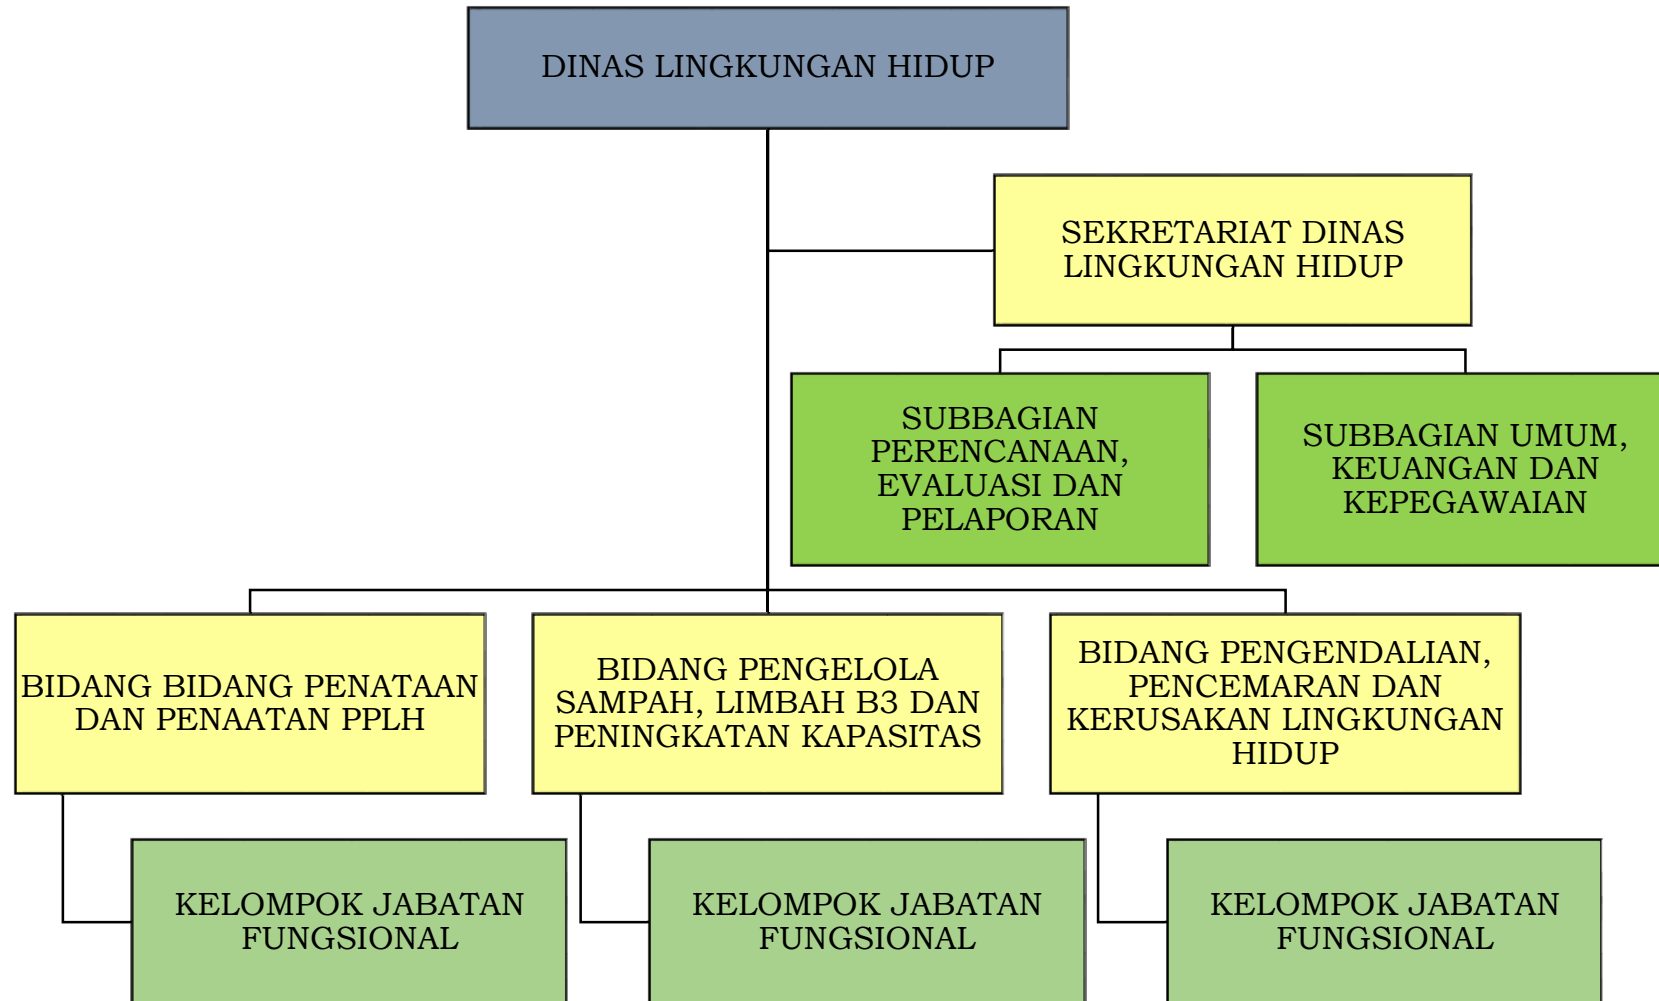 DINAS LINGKUNGAN HIDUP
SEKRETARIAT DINAS
LINGKUNGAN HIDUP
SUBBAGIAN
PERENCANAAN,
EVALUASI DAN
PELAPORAN
SUBBAGIAN UMUM,
KEUANGAN DAN
KEPEGAWAIAN
BIDANG BIDANG PENATAAN
DAN PENAATAN PPLH
BIDANG PENGELOLA
SAMPAH, LIMBAH B3 DAN
PENINGKATAN KAPASITAS
BIDANG PENGENDALIAN,
PENCEMARAN DAN
KERUSAKAN LINGKUNGAN
HIDUP
KELOMPOK JABATAN
FUNGSIONAL
KELOMPOK JABATAN
FUNGSIONAL
KELOMPOK JABATAN
FUNGSIONAL